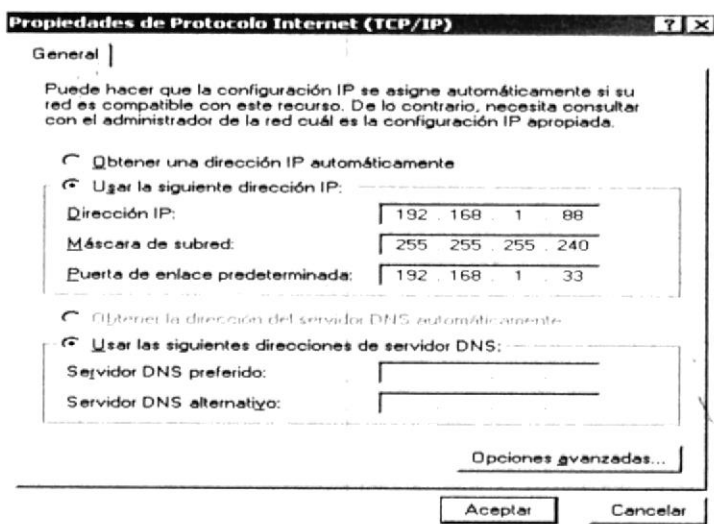 Propiedades de Protocolo Internet (TCP/IP)
General
Puede hacer que la configuración IP se asigne automáticamente si su
red es compatible con este recurso. De lo contrario, necesita consultar
con el administrador de la red cuál es la configuración IP apropiada.
Obtener una dirección IP automáticamente
Usar la siguiente dirección IP:
Dirección IP: 192 . 168 . 1 . 88
Máscara de subred: 255 . 255 . 255 . 240
Puerta de enlace predeterminada: 192 . 168 . 1 . 33
Obtener la dirección del servidor DNS automáticamente
Usar las siguientes direcciones de servidor DNS:
Servidor DNS preferido:
Servidor DNS alternativo:
Opciones avanzadas...
Aceptar Cancelar